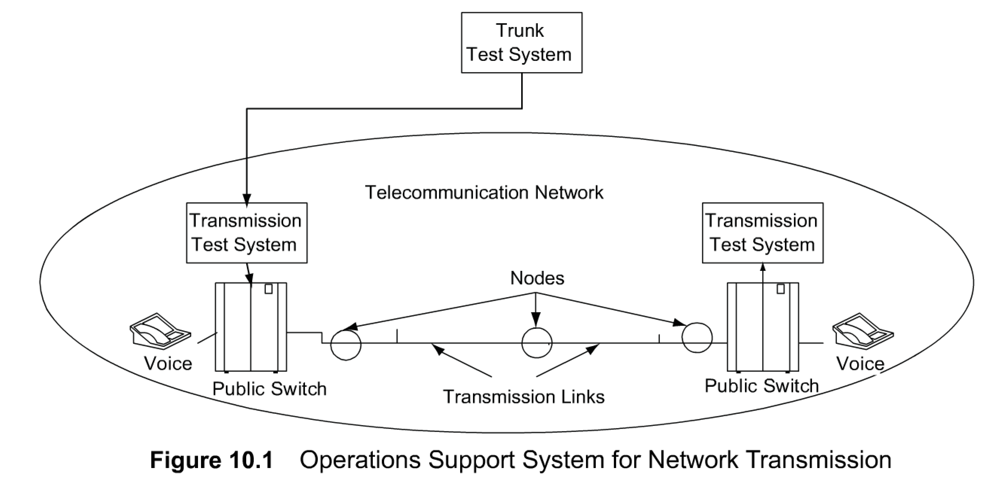 Trunk
Test System
Telecommunication Network
Transmission
Test System
Transmission
Test System
Nodes
Voice
Public Switch
Transmission Links
Public Switch
Voice
Figure 10.1 Operations Support System for Network Transmission